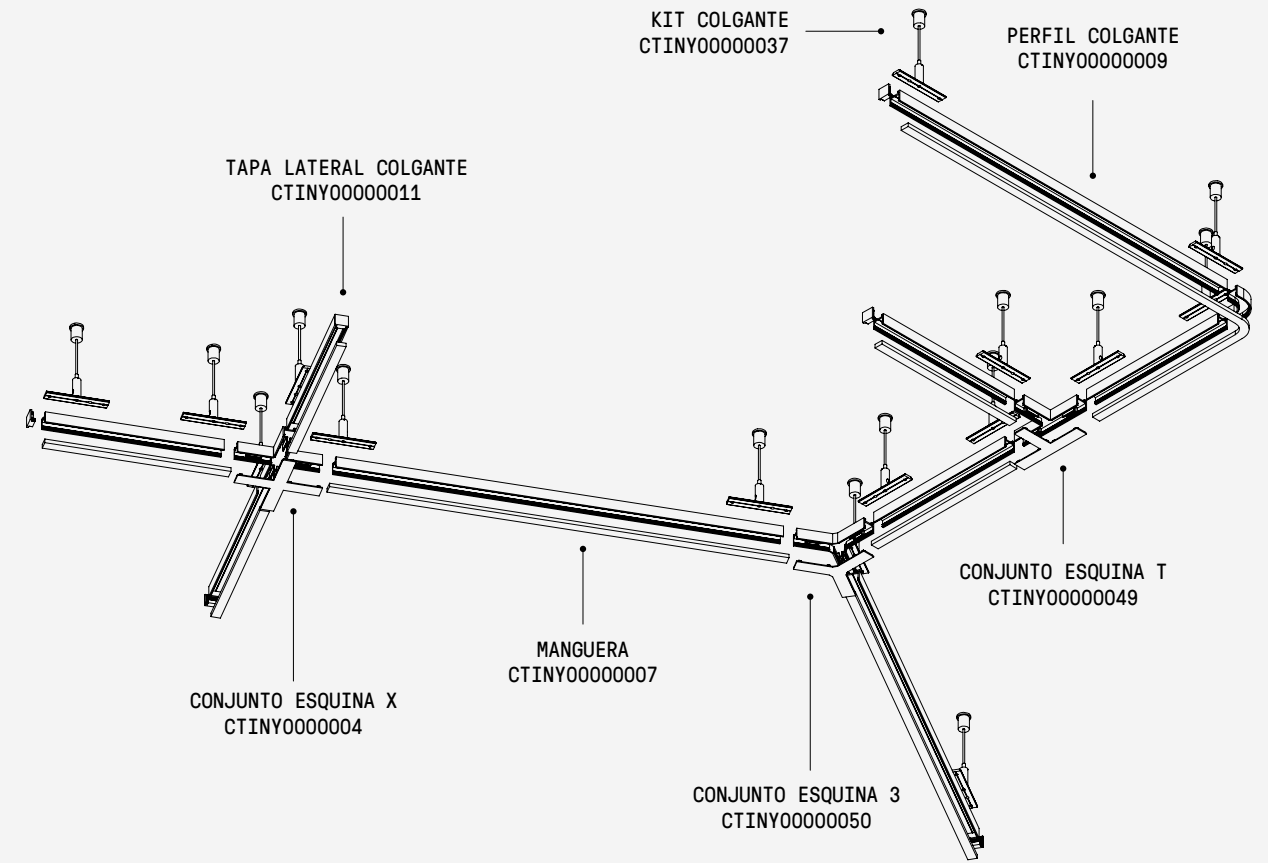 KIT COLGANTE
CTINY00000037
PERFIL COLGANTE
CTINY00000009
TAPA LATERAL COLGANTE
CTINY00000011
CONJUNTO ESQUINA T
CTINY00000049
MANGUERA
CTINY00000007
CONJUNTO ESQUINA X
CTINY0000004
CONJUNTO ESQUINA 3
CTINY00000050